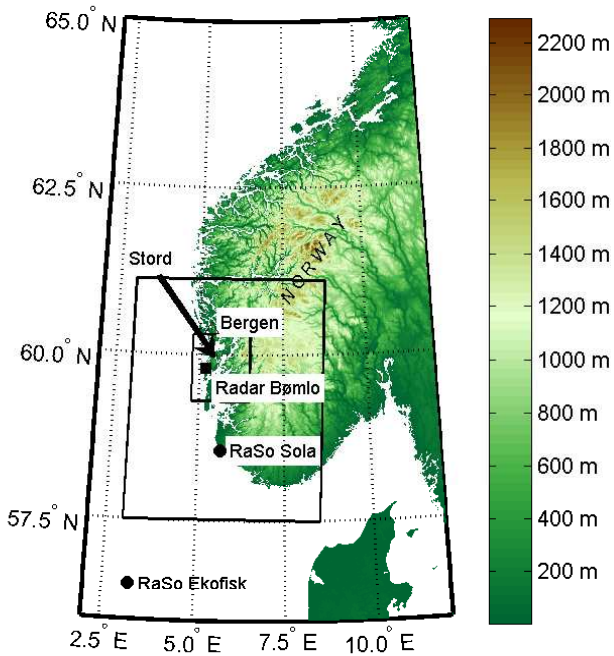 65.0° N
62.5° N
60.0° N
57.5° N
2.5° E
5.0° E
7.5° E
10.0° E
NORWAY
Stord
Bergen
Radar Bømlo
RaSo Sola
RaSo Ekofisk
2200 m
2000 m
1800 m
1600 m
1400 m
1200 m
1000 m
800 m
600 m
400 m
200 m